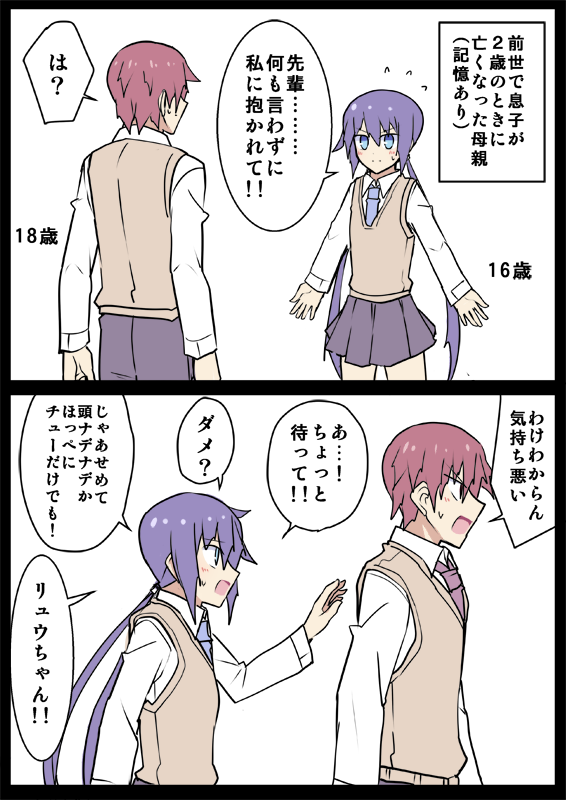 前世で息子が
２歳のときに
亡くなった母親
（記憶あり）
先輩………
何も言わずに
私に抱かれて!!
は？
16歳
18歳
わけわからん
気持ち悪い
あ…！
ちょっと
待って!!
ダメ？
じゃあせめて
頭ナデナデか
ほっぺに
チューだけでも！
リュウちゃん!!